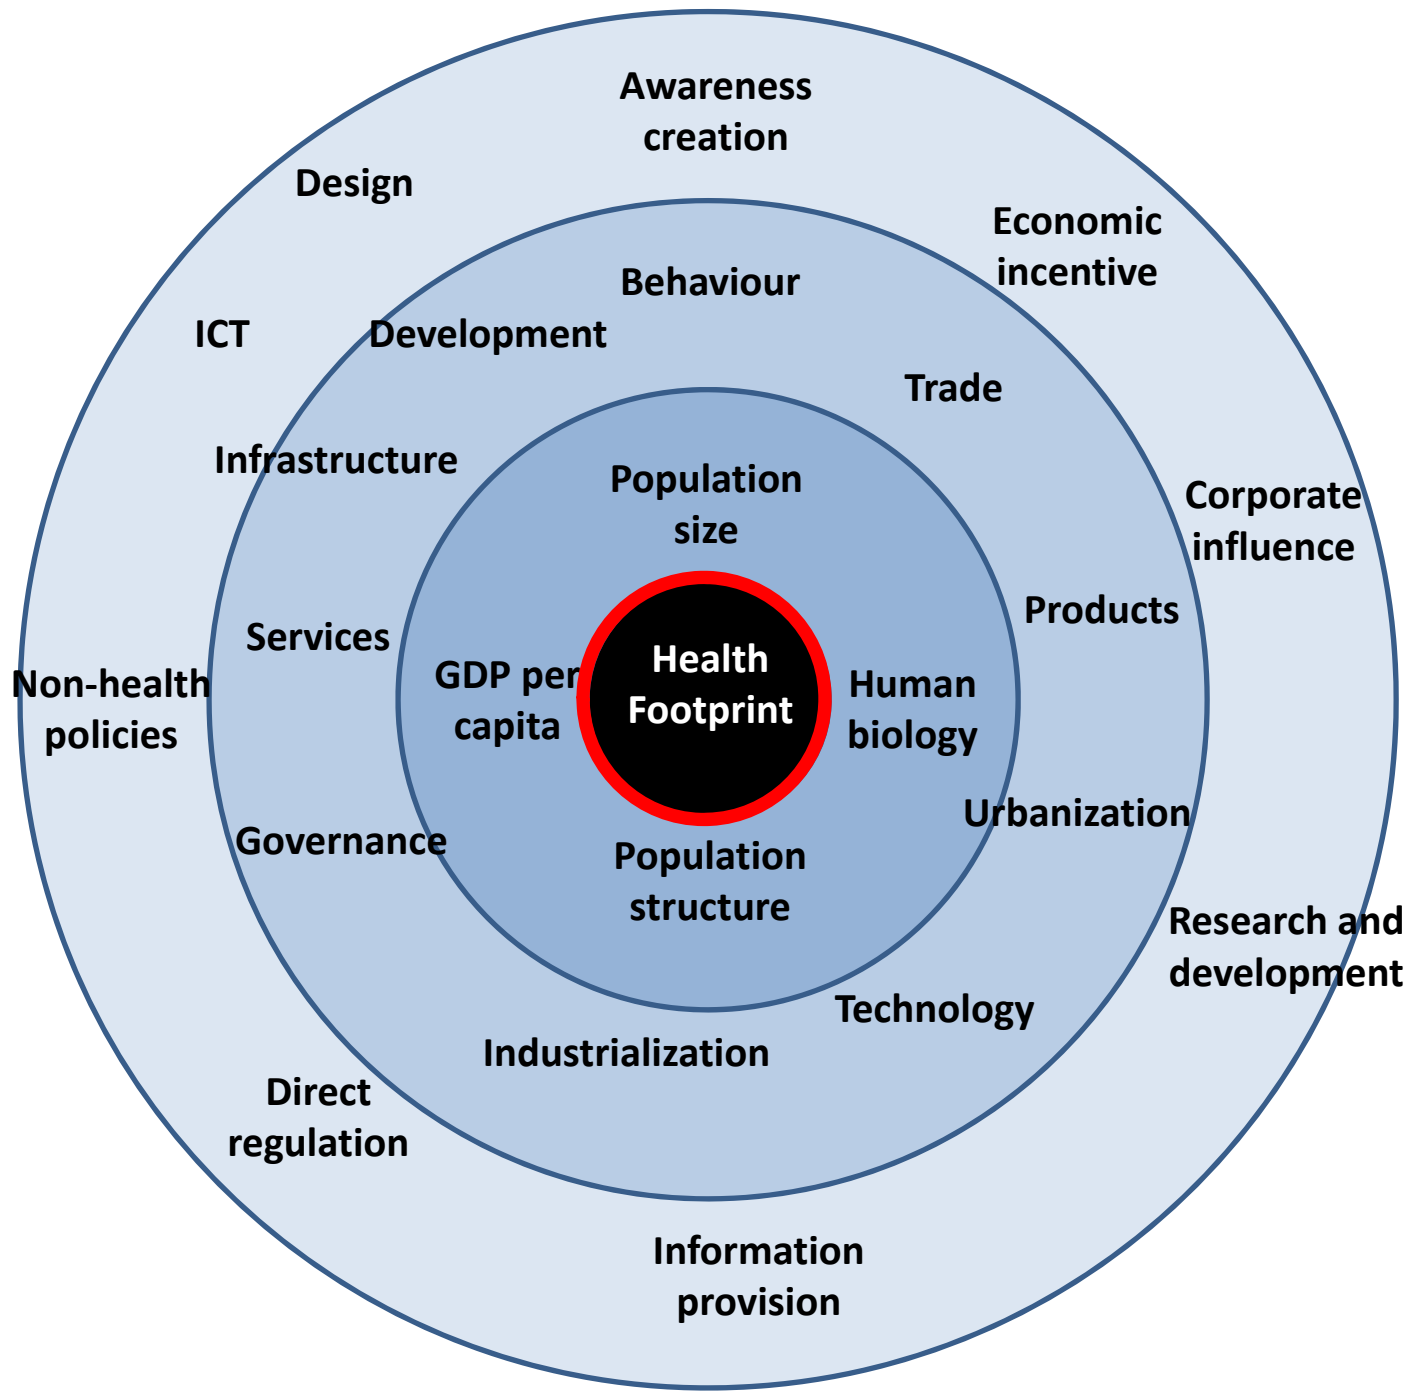 Awareness
creation
Design
Economic
incentive
Behaviour
ICT
Development
Trade
Infrastructure
Population
size
Corporate
influence
Products
Services
Health
Footprint
GDP per
capita
Human
biology
Non-health
policies
Urbanization
Governance
Population
structure
Research and
development
Technology
Industrialization
Direct
regulation
Information
provision